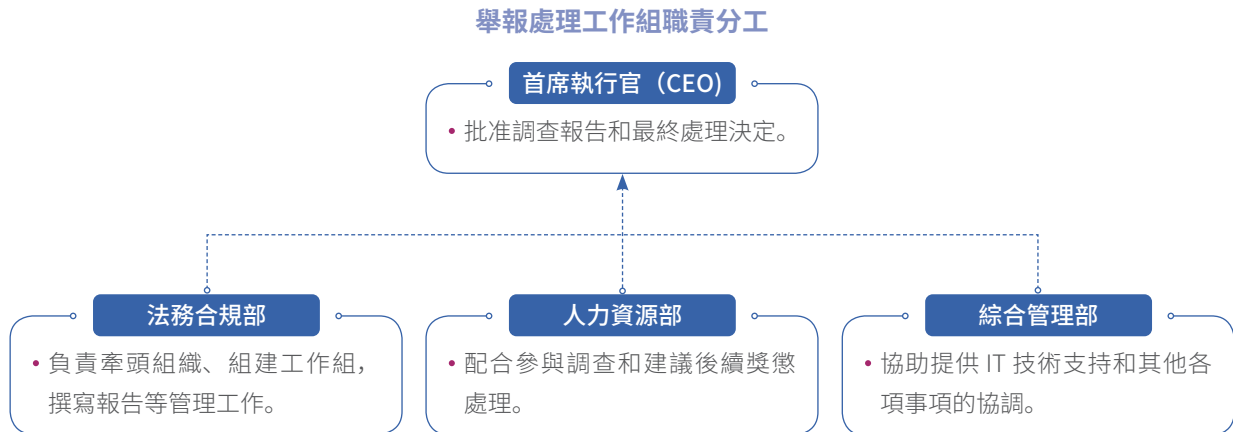 舉報處理工作組職責分工
首席執行官（CEO)
• 批准調查報告和最終處理決定。
法務合規部
• 負責牽頭組織、組建工作組，
撰寫報告等管理工作。
人力資源部
• 配合參與調查和建議後續獎懲
處理。
綜合管理部
• 協助提供 IT 技術支持和其他各
項事項的協調。